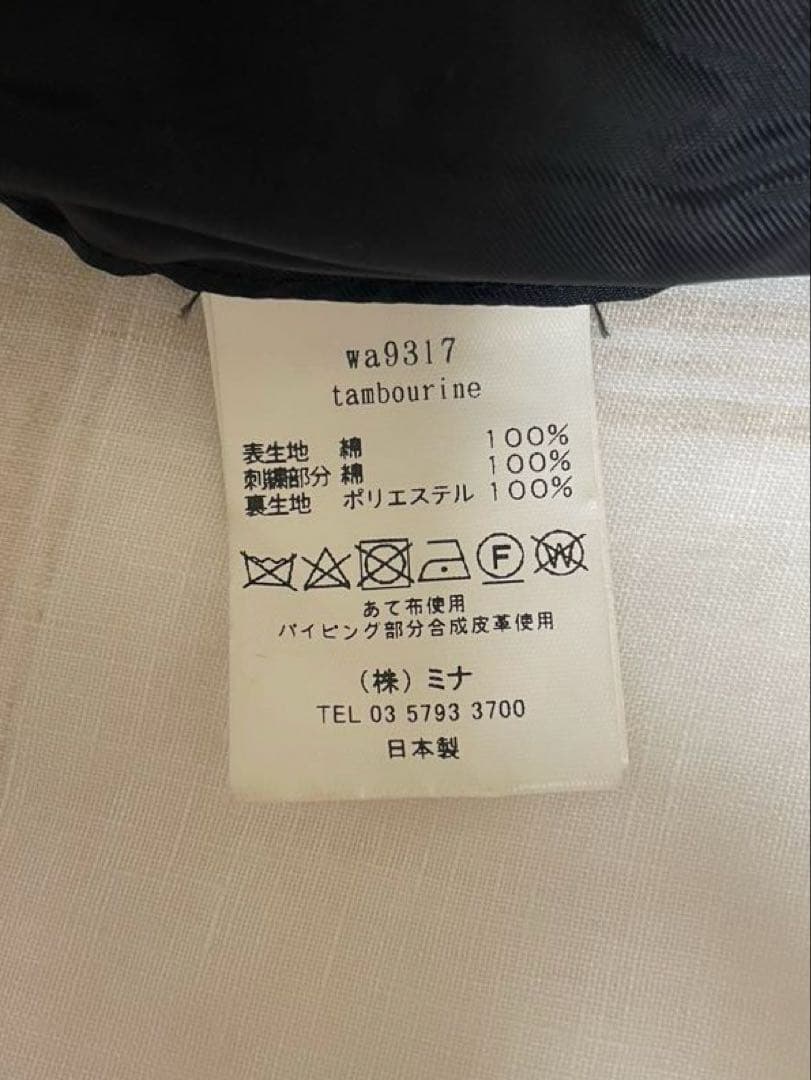 wa9317
tambourine
表生地 綿 100%
刺繍部分 綿 100%
裏生地 ポリエステル 100%
F W
あて布使用
パイピング部分合成皮革使用
(株)ミナ
TEL 03 5793 3700
日本製